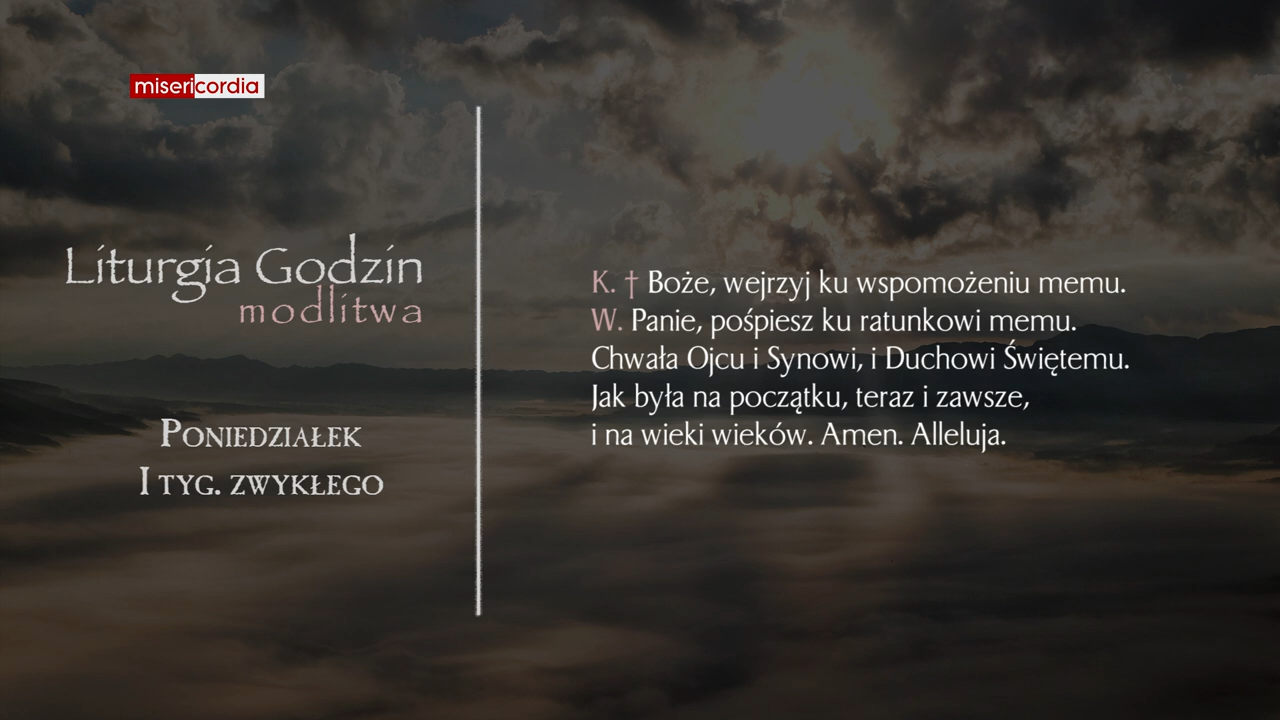 misericordia
Liturgia Godzin
modlitwa
Poniedziałek
I tyg. zwykłego
K. † Boże, wejrzyj ku wspomożeniu memu.
W. Panie, pośpiesz ku ratunkowi memu.
Chwała Ojcu i Synowi, i Duchowi Świętemu.
Jak była na początku, teraz i zawsze,
i na wieki wieków. Amen. Alleluja.